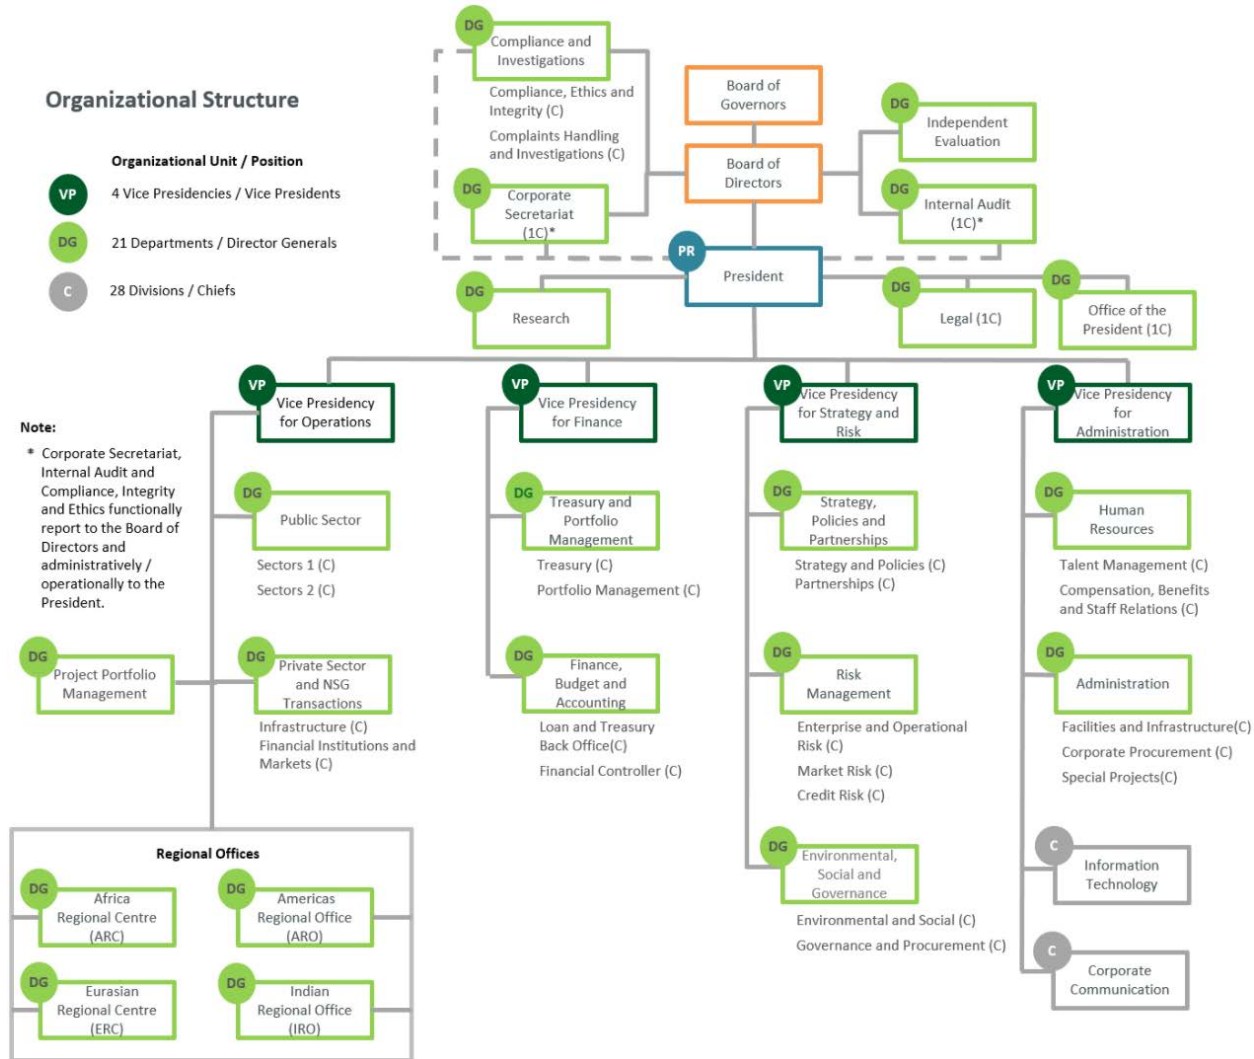 Organizational Structure
Organizational Unit / Position
VP
4 Vice Presidencies / Vice Presidents
DG
21 Departments / Director Generals
C
28 Divisions / Chiefs
DG
Compliance and
Investigations
Compliance, Ethics and
Integrity (C)
Complaints Handling
and Investigations (C)
DG
Corporate
Secretariat
(1C)*
Board of
Governors
Board of
Directors
DG
Independent
Evaluation
DG
Internal Audit
(1C)*
PR
President
DG
Research
DG
Legal (1C)
DG
Office of the
President (1C)
Note:
* Corporate Secretariat,
Internal Audit and
Compliance, Integrity
and Ethics functionally
report to the Board of
Directors and
administratively /
operationally to the
President.
VP
Vice Presidency
for Operations
DG
Public Sector
Sectors 1 (C)
Sectors 2 (C)
DG
Project Portfolio
Management
DG
Private Sector
and NSG
Transactions
Infrastructure (C)
Financial Institutions and
Markets (C)
Regional Offices
DG
Africa
Regional Centre
(ARC)
DG
Americas
Regional Office
(ARO)
DG
Eurasian
Regional Centre
(ERC)
DG
Indian
Regional Office
(IRO)
VP
Vice Presidency
for Finance
DG
Treasury and
Portfolio
Management
Treasury (C)
Portfolio Management (C)
DG
Finance,
Budget and
Accounting
Loan and Treasury
Back Office(C)
Financial Controller (C)
VP
Vice Presidency
for Strategy and
Risk
DG
Strategy,
Policies and
Partnerships
Strategy and Policies (C)
Partnerships (C)
DG
Risk
Management
Enterprise and Operational
Risk (C)
Market Risk (C)
Credit Risk (C)
DG
Environmental,
Social and
Governance
Environmental and Social (C)
Governance and Procurement (C)
VP
Vice Presidency
for
Administration
DG
Human
Resources
Talent Management (C)
Compensation, Benefits
and Staff Relations (C)
DG
Administration
Facilities and Infrastructure(C)
Corporate Procurement (C)
Special Projects(C)
C
Information
Technology
C
Corporate
Communication